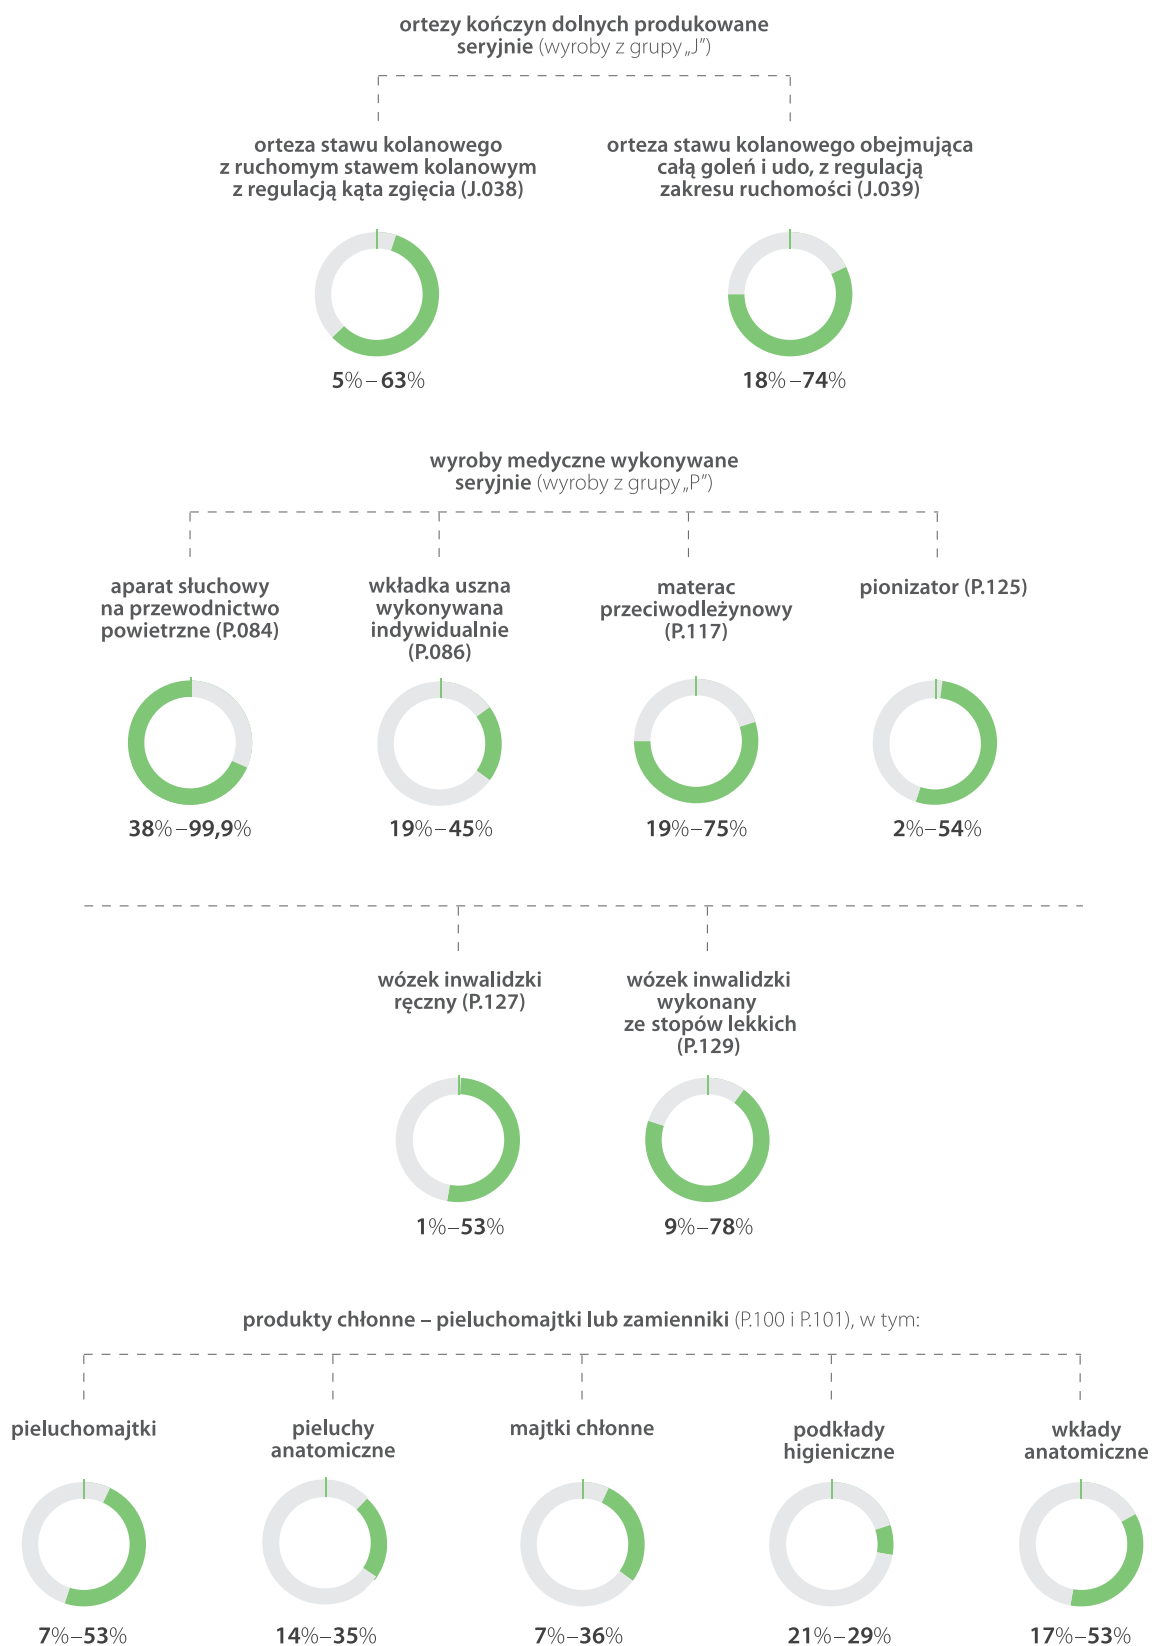 ortezy kończyn dolnych produkowane
seryjnie (wyroby z grupy „J”)
orteza stawu kolanowego
z ruchomym stawem kolanowym
z regulacją kąta zgięcia (J.038)
orteza stawu kolanowego obejmująca
całą goleń i udo, z regulacją
zakresu ruchomości (J.039)
5%–63%
18%–74%
wyroby medyczne wykonywane
seryjnie (wyroby z grupy „P”)
aparat słuchowy
na przewodnictwo
powietrzne (P.084)
wkładka uszna
wykonywana
indywidualnie
(P.086)
materac
przeciwodleżynowy
(P.117)
pionizator (P.125)
38%–99,9%
19%–45%
19%–75%
2%–54%
wózek inwalidzki
ręczny (P.127)
wózek inwalidzki
wykonany
ze stopów lekkich
(P.129)
1%–53%
9%–78%
produkty chłonne – pieluchomajtki lub zamienniki (P.100 i P.101), w tym:
pieluchomajtki
pieluchy
anatomiczne
majtki chłonne
podkłady
higieniczne
wkłady
anatomiczne
7%–53%
14%–35%
7%–36%
21%–29%
17%–53%